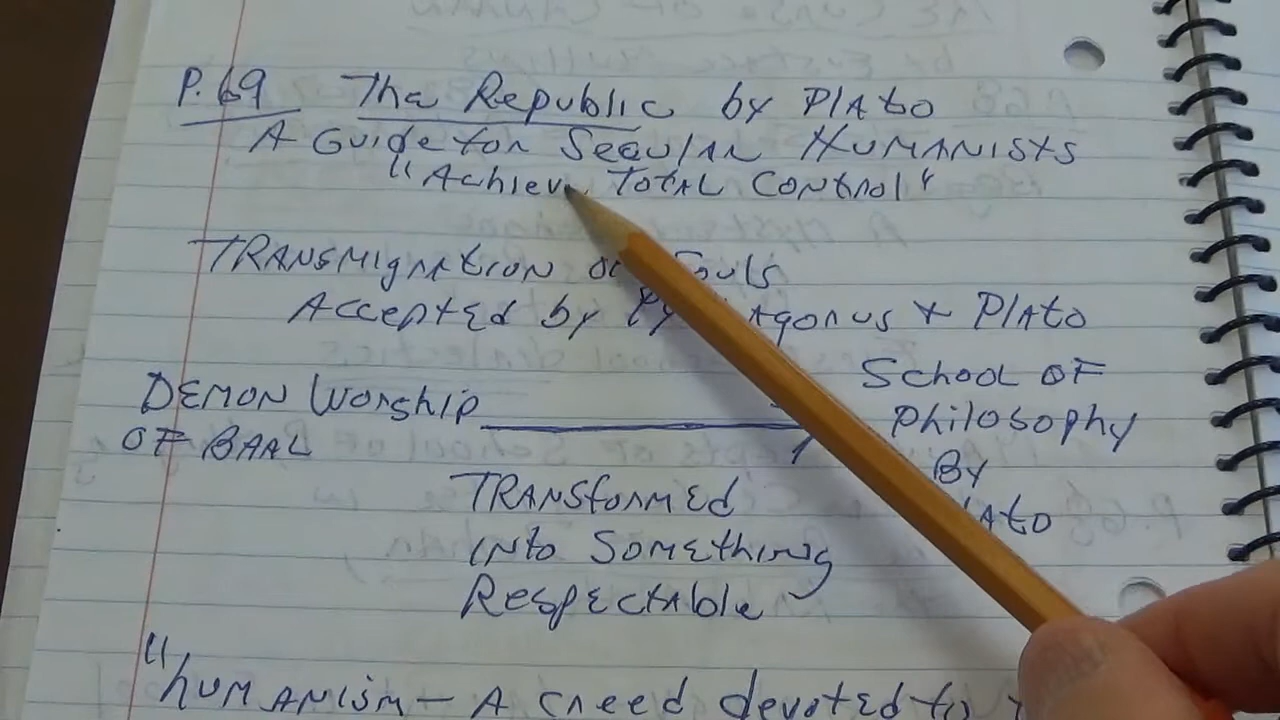 P.69 The Republic by Plato
A Guide for Secular Humanists
"Achieve Total Control"
Transmigration of Souls
Accepted by Pythagorus + Plato
Demon Worship
of Baal
School of
Philosophy
By
Plato
Transformed
into something
Respectable
"humanism - A creed devoted to